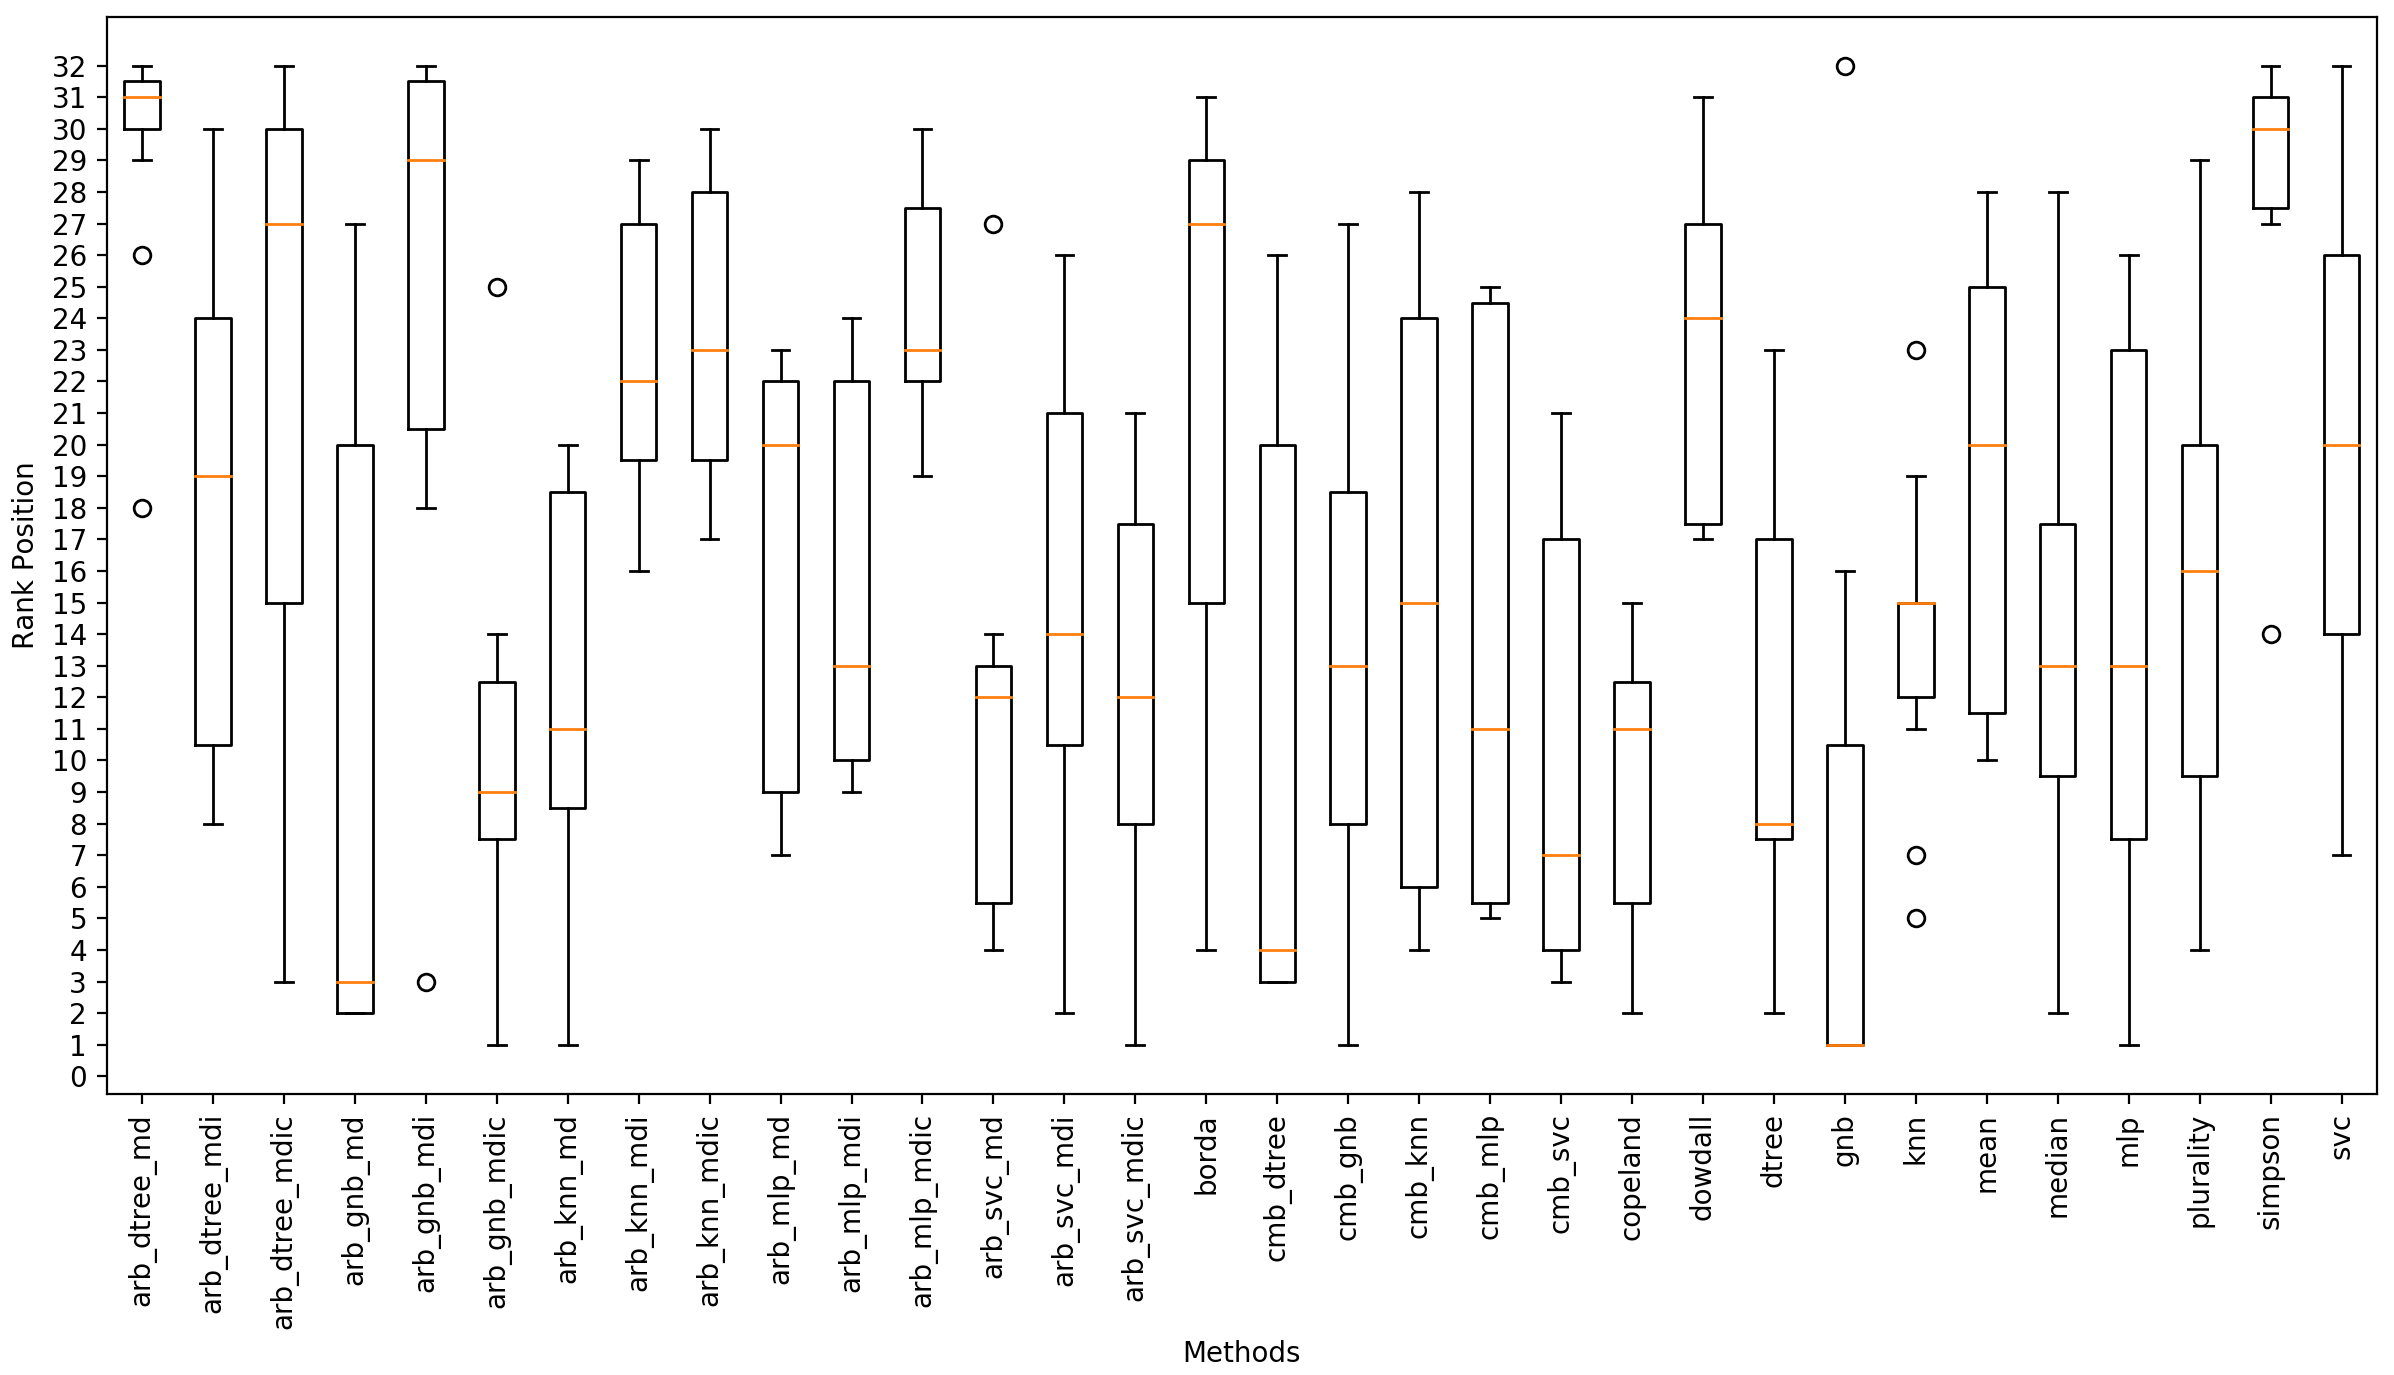 Rank Position
32
31
30
29
28
27
26
25
24
23
22
21
20
19
18
17
16
15
14
13
12
11
10
9
8
7
6
5
4
3
2
1
0
arb_dtree_md
arb_dtree_mdi
arb_dtree_mdic
arb_gnb_md
arb_gnb_mdi
arb_gnb_mdic
arb_knn_md
arb_knn_mdi
arb_knn_mdic
arb_mlp_md
arb_mlp_mdi
arb_mlp_mdic
arb_svc_md
arb_svc_mdi
arb_svc_mdic
borda
cmb_dtree
cmb_gnb
cmb_knn
cmb_mlp
cmb_svc
copeland
dowdall
dtree
gnb
knn
mean
median
mlp
plurality
simpson
svc
Methods